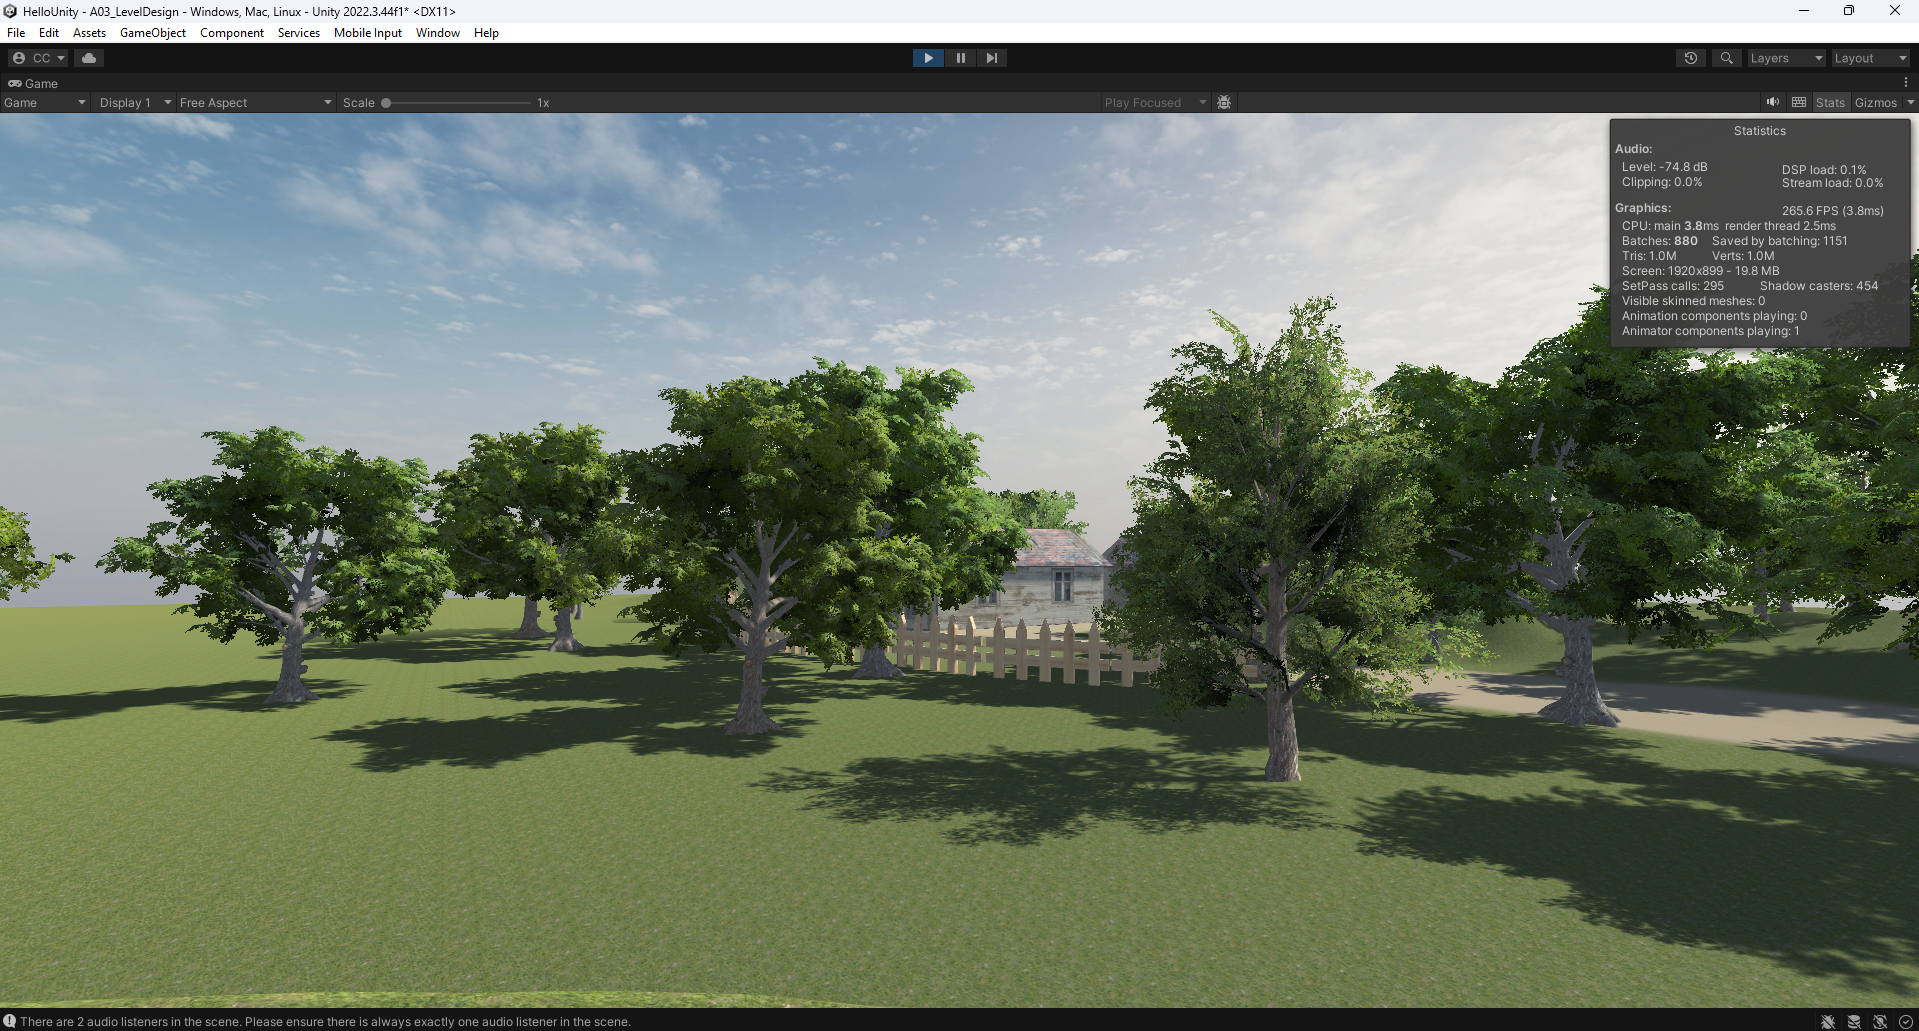 HelloUnity - A03_LevelDesign - Windows, Mac, Linux - Unity 2022.3.44f1* <DX11>
File Edit Assets GameObject Component Services Mobile Input Window Help
CC Layers Layout
Game
Game Display 1 Free Aspect Scale 1x Play Focused Stats Gizmos
Statistics
Audio:
Level: -74.8 dB DSP load: 0.1%
Clipping: 0.0% Stream load: 0.0%
Graphics: 265.6 FPS (3.8ms)
CPU: main 3.8ms render thread 2.5ms
Batches: 880 Saved by batching: 1151
Tris: 1.0M Verts: 1.0M
Screen: 1920x899 - 19.8 MB
SetPass calls: 295 Shadow casters: 454
Visible skinned meshes: 0
Animation components playing: 0
Animator components playing: 1
There are 2 audio listeners in the scene. Please ensure there is always exactly one audio listener in the scene.